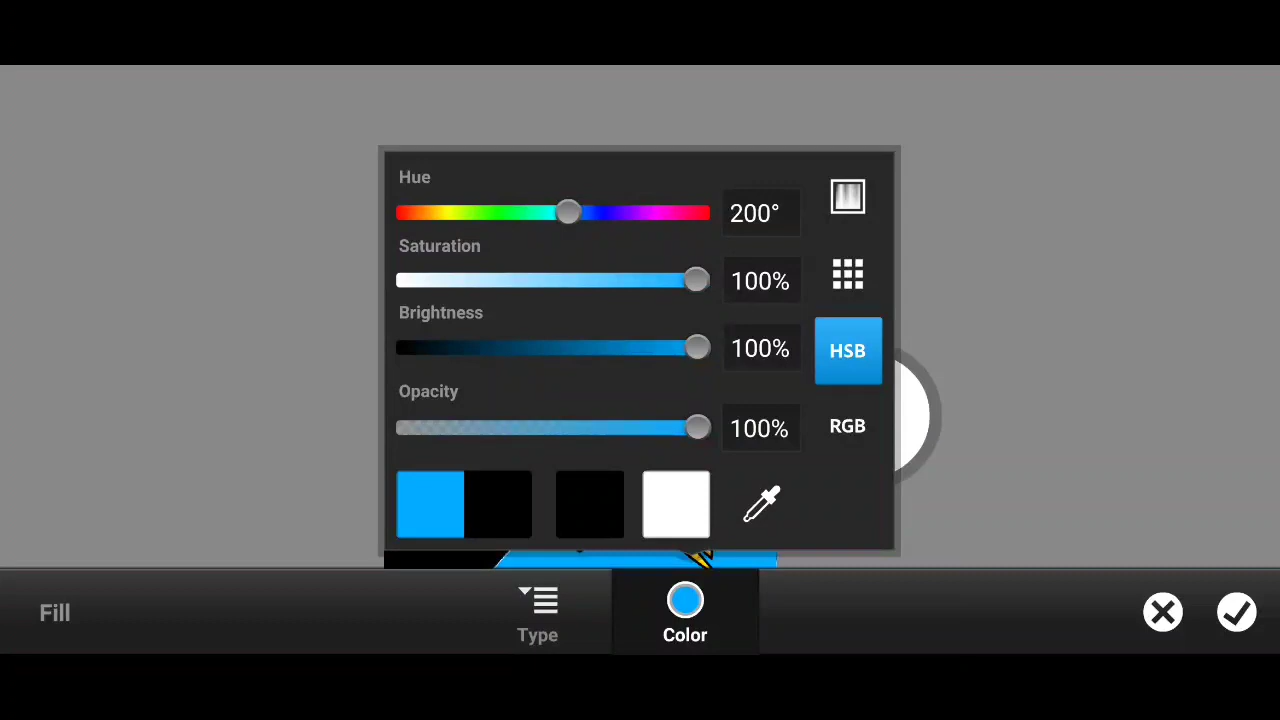 Hue
200°
Saturation
100%
Brightness
100%
HSB
Opacity
100%
RGB
Fill
Type
Color